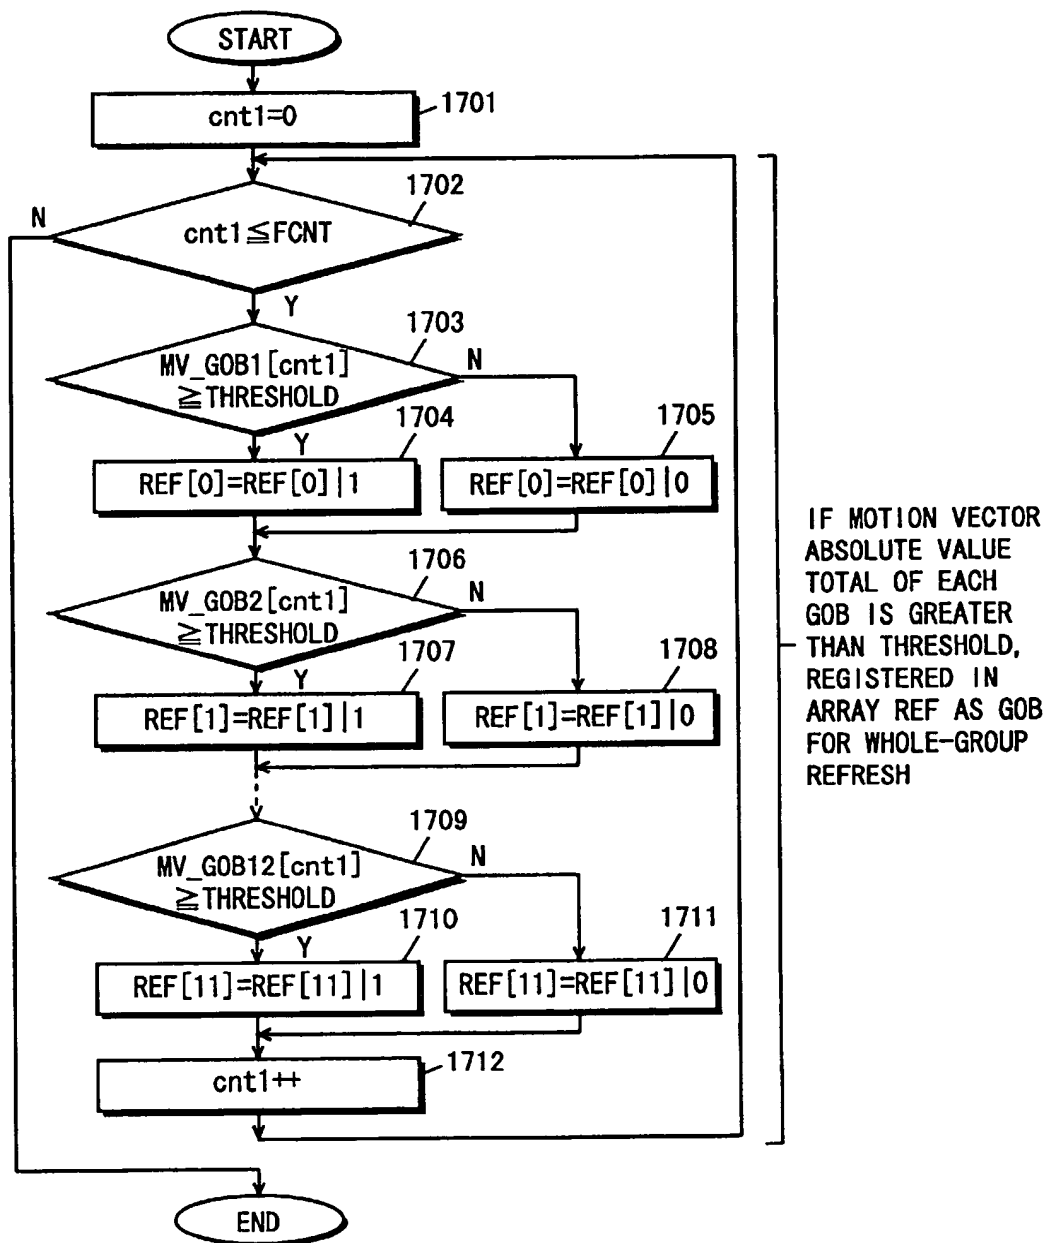 START
cnt1=0
1701
1702
N
cnt1≦FCNT
Y
1703
MV_GOB1[cnt1]
≧THRESHOLD
N
1704
Y
1705
REF[0]=REF[0]|1
REF[0]=REF[0]|0
1706
MV_GOB2[cnt1]
≧THRESHOLD
N
1707
Y
1708
REF[1]=REF[1]|1
REF[1]=REF[1]|0
1709
MV_GOB12[cnt1]
≧THRESHOLD
N
1710
Y
1711
REF[11]=REF[11]|1
REF[11]=REF[11]|0
1712
cnt1++
END
IF MOTION VECTOR
ABSOLUTE VALUE
TOTAL OF EACH
GOB IS GREATER
THAN THRESHOLD,
REGISTERED IN
ARRAY REF AS GOB
FOR WHOLE-GROUP
REFRESH